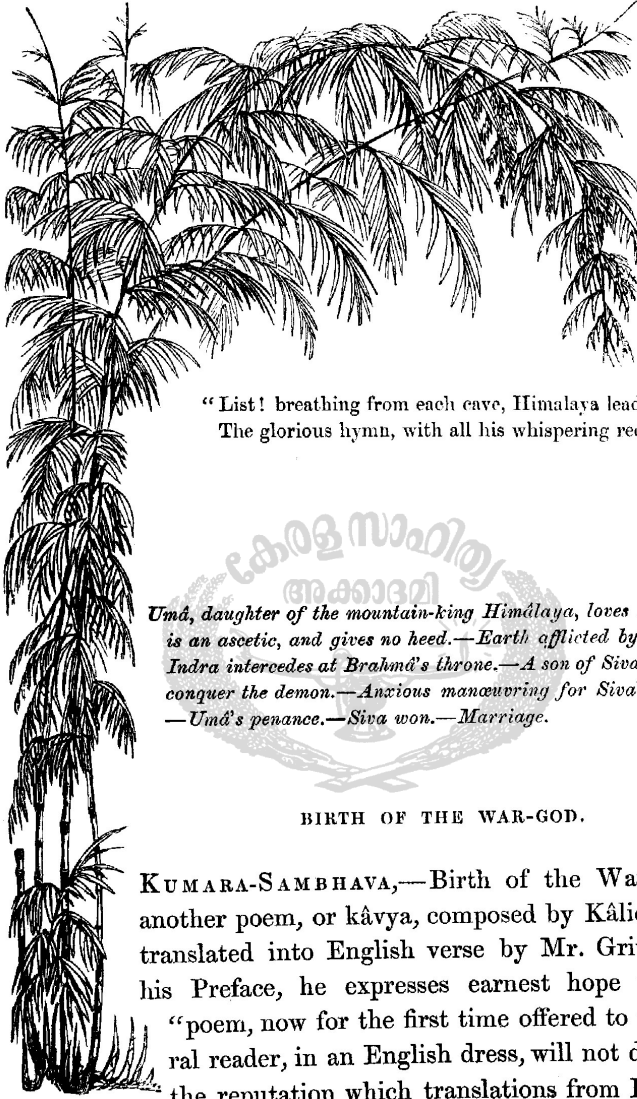 “List! breathing from each cave, Himalaya lead
The glorious hymn, with all his whispering ree
കേരള സാഹിത്യ
അക്കാദമി
Umâ, daughter of the mountain-king Himâlaya, loves
is an ascetic, and gives no heed.—Earth afflicted by
Indra intercedes at Brahmâ's throne.—A son of Siva
conquer the demon.—Anxious manœuvring for Siva'
—Umâ's penance.—Siva won.—Marriage.
BIRTH OF THE WAR-GOD.
KUMARA-SAMBHAVA,—Birth of the Wa
another poem, or kâvya, composed by Kâli
translated into English verse by Mr. Gri
his Preface, he expresses earnest hope
“poem, now for the first time offered to
ral reader, in an English dress, will not d
the reputation which translations from